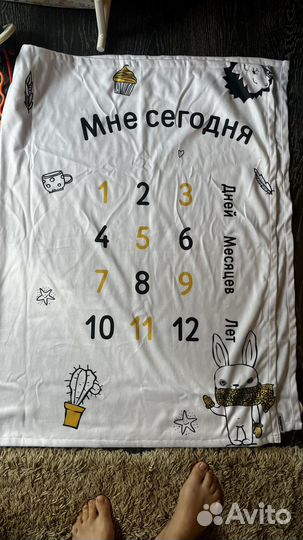 Мне сегодня
1 2 3
4 5 6
7 8 9
10 11 12
Дней
Месяцев
Лет
Avito